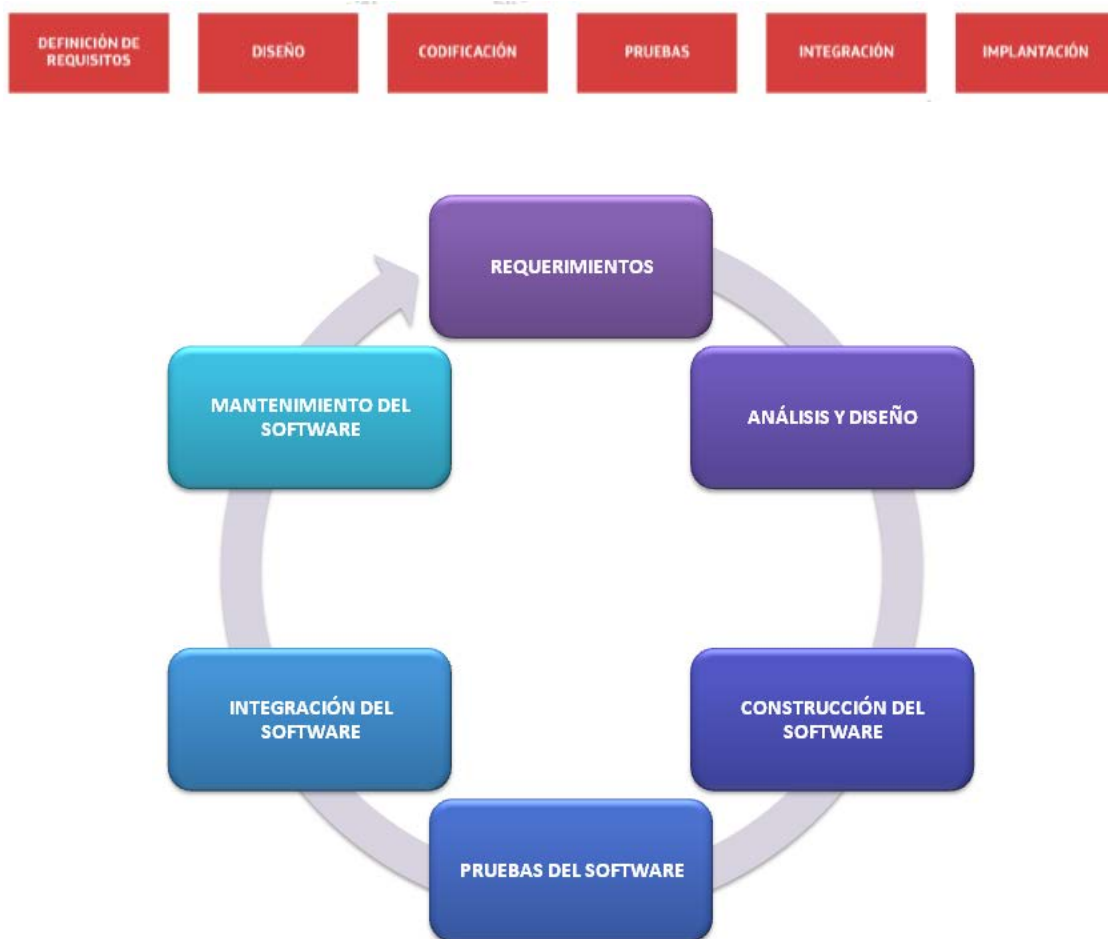 DEFINICIÓN DE
REQUISITOS
DISEÑO
CODIFICACIÓN
PRUEBAS
INTEGRACIÓN
IMPLANTACIÓN
REQUERIMIENTOS
MANTENIMIENTO DEL
SOFTWARE
ANÁLISIS Y DISEÑO
INTEGRACIÓN DEL
SOFTWARE
CONSTRUCCIÓN DEL
SOFTWARE
PRUEBAS DEL SOFTWARE